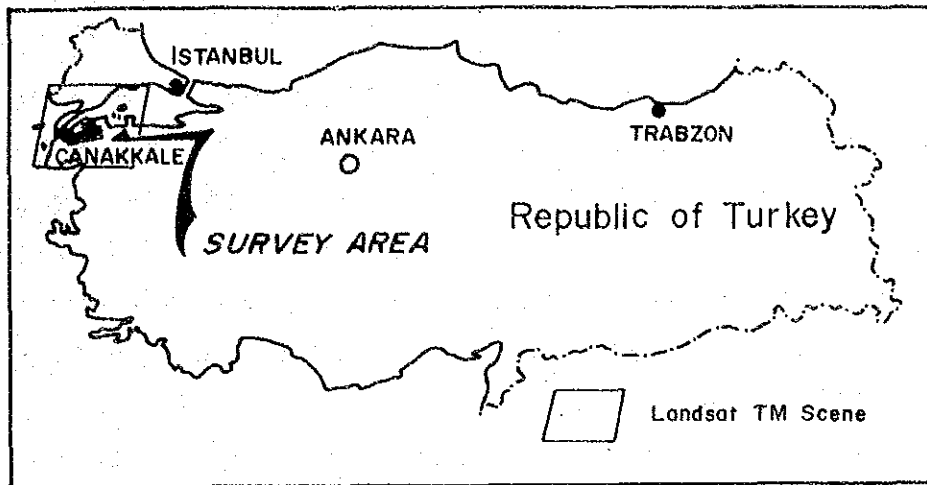 ISTANBUL
CANAKKALE
ANKARA
TRABZON
Republic of Turkey
SURVEY AREA
Landsat TM Scene